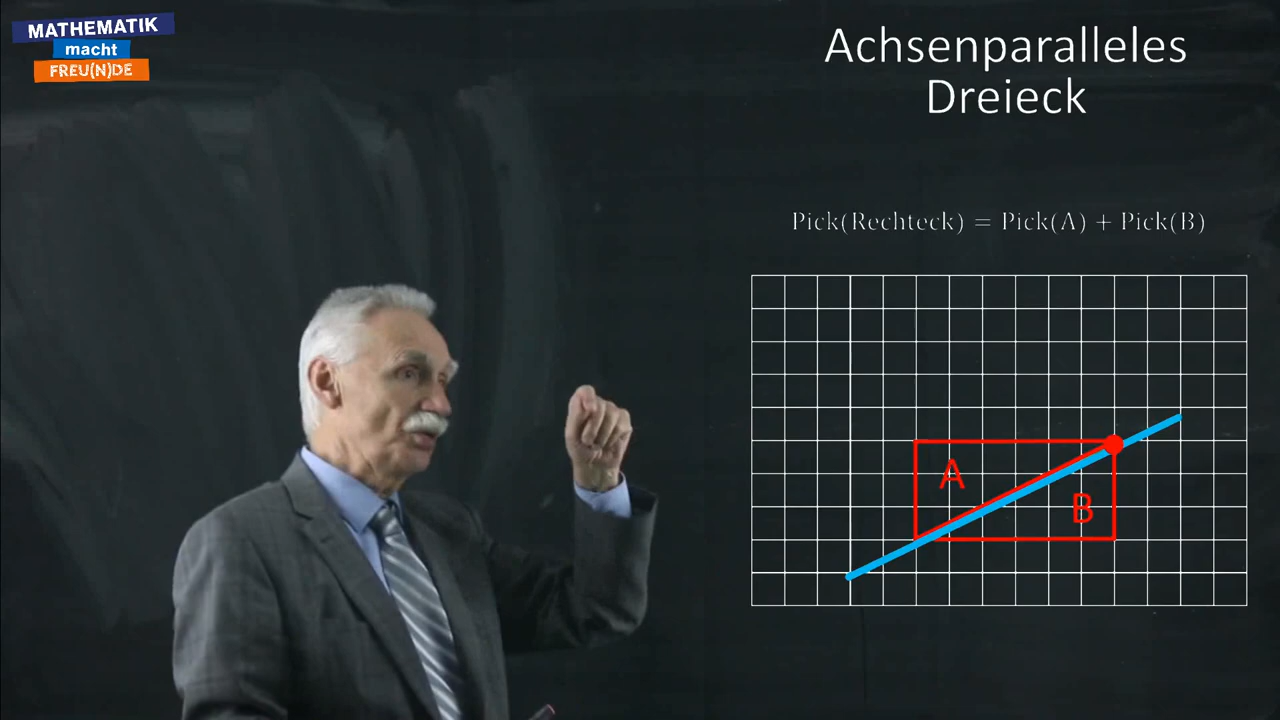 MATHEMATIK
macht
FREU(N)DE
Achsenparalleles
Dreieck
Pick(Rechteck) = Pick(A) + Pick(B)
A
B